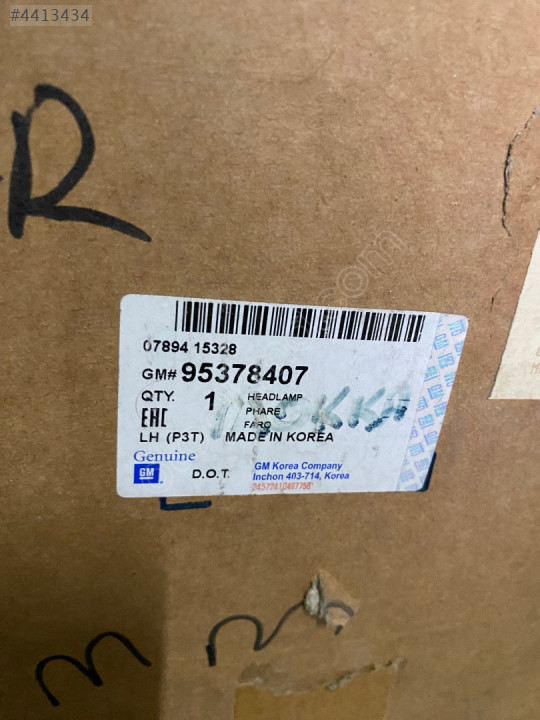 #4413434
R
07894 15328
GM# 95378407
QTY. 1 HEADLAMP
PHARE
FARO
EAC
LH (P3T) MADE IN KOREA
MOKKA
Genuine
GM
D.O.T.
GM Korea Company
Inchon 403-714, Korea